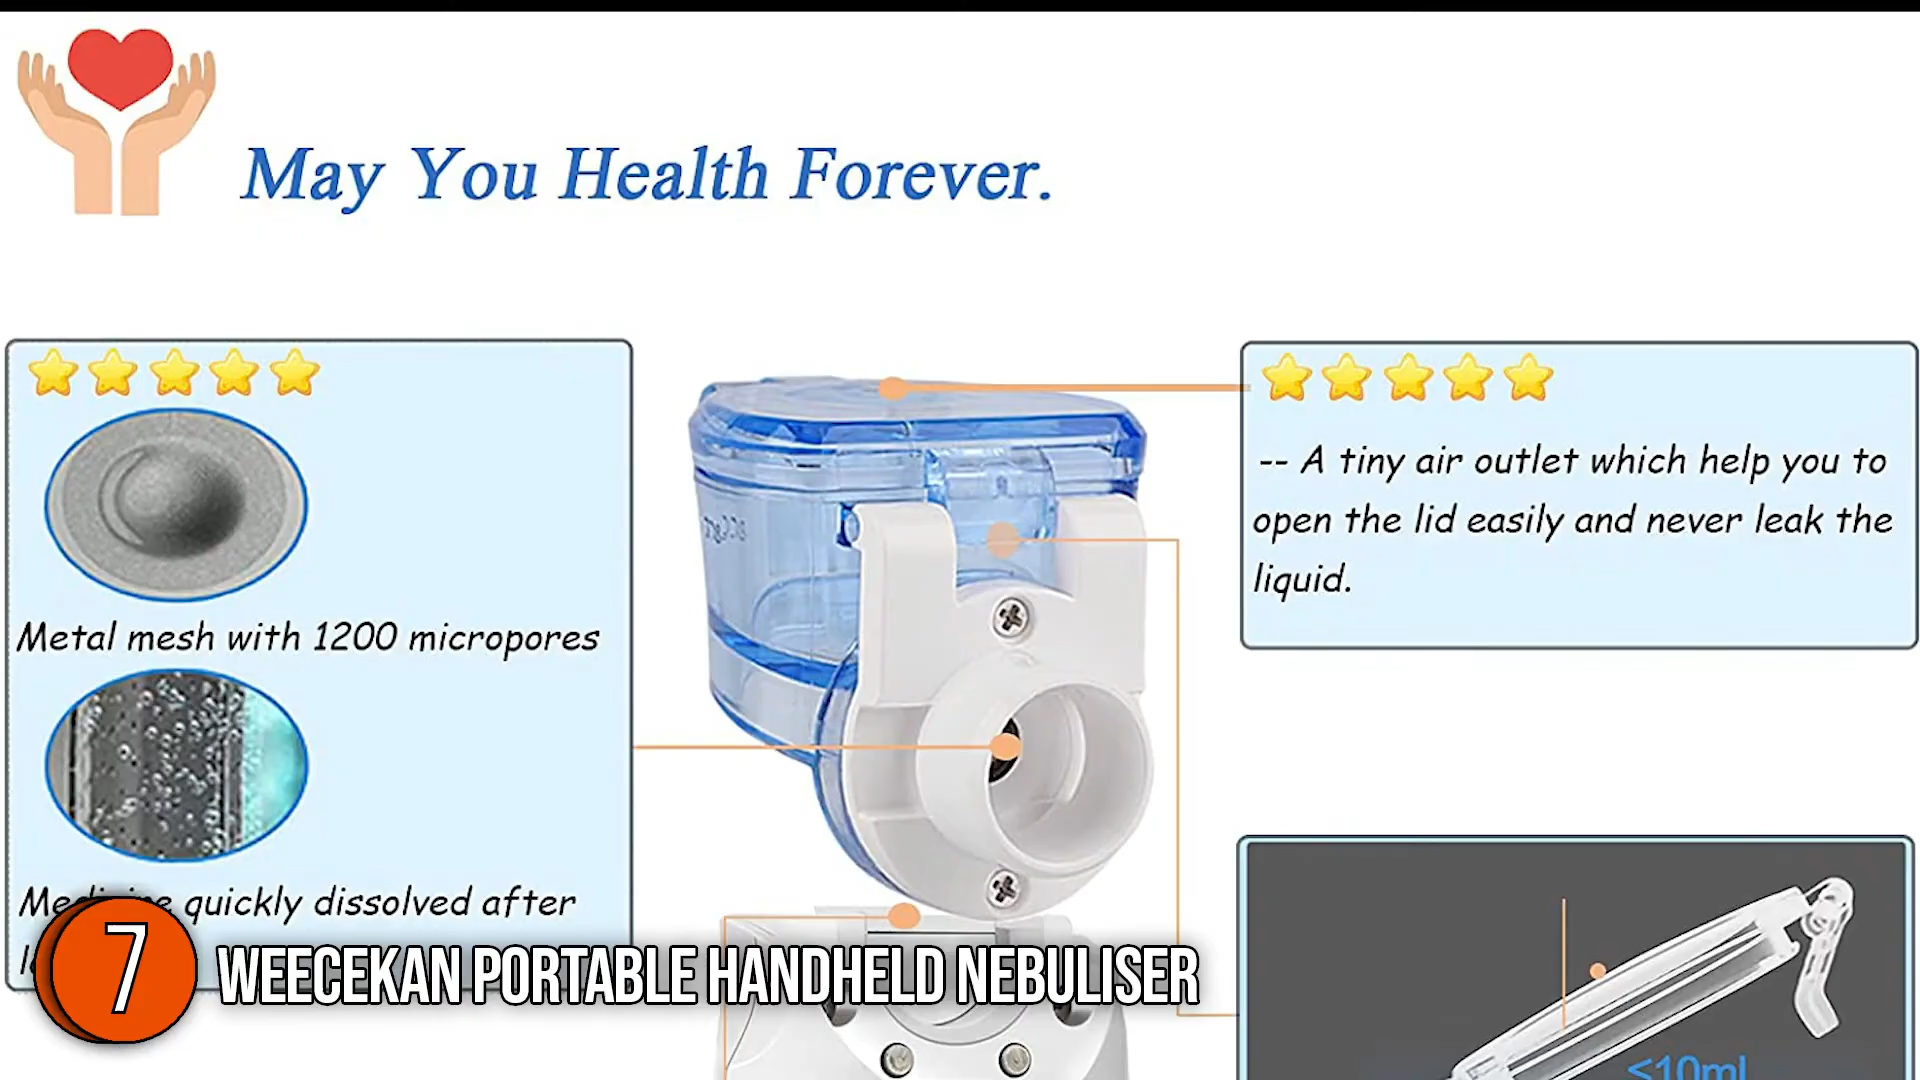 May You Health Forever.
Metal mesh with 1200 micropores
quickly dissolved after
-- A tiny air outlet which help you to
open the lid easily and never leak the
liquid.
≤10ml
7
WEECEKAN PORTABLE HANDHELD NEBULISER